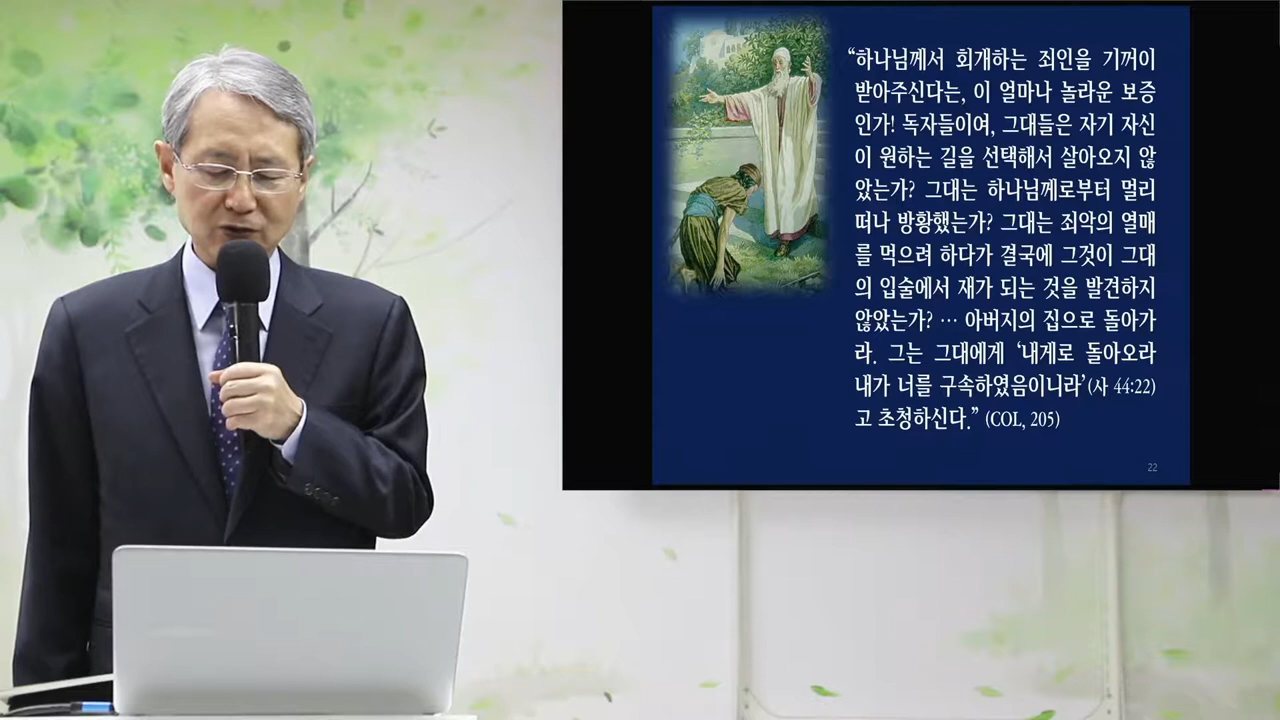 “하나님께서 회개하는 죄인을 기꺼이
받아주신다는, 이 얼마나 놀라운 보증
인가! 독자들이여, 그대들은 자기 자신
이 원하는 길을 선택해서 살아오지 않
았는가? 그대는 하나님께로부터 멀리
떠나 방황했는가? 그대는 죄악의 열매
를 먹으려 하다가 결국에 그것이 그대
의 입술에서 재가 되는 것을 발견하지
않았는가? … 아버지의 집으로 돌아가
라. 그는 그대에게 ‘내게로 돌아오라
내가 너를 구속하였음이니라’(사 44:22)
고 초청하신다.” (COL, 205)
22